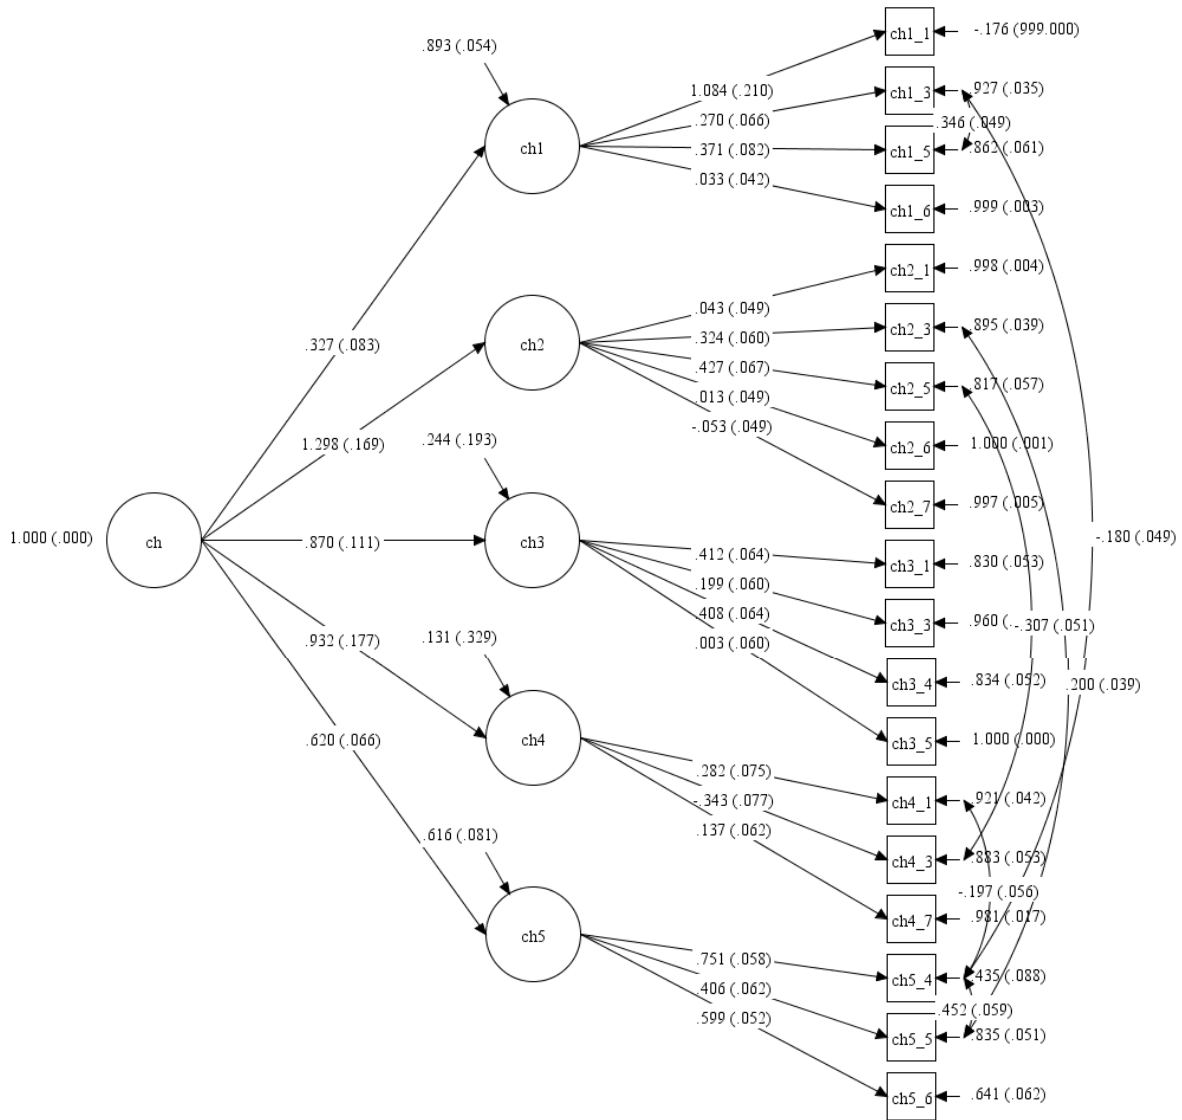 ch1_1
-.176 (999.000)
.893 (.054)
1.084 (.210)
ch1_3
.927 (.035)
.270 (.066)
.346 (.049)
ch1
.371 (.082)
ch1_5
.862 (.061)
.033 (.042)
ch1_6
.999 (.003)
ch2_1
.998 (.004)
.043 (.049)
ch2_3
.895 (.039)
.327 (.083)
ch2
.324 (.060)
.427 (.067)
ch2_5
.817 (.057)
.013 (.049)
-.053 (.049)
1.298 (.169)
.244 (.193)
ch2_6
1.000 (.001)
ch2_7
.997 (.005)
1.000 (.000)
ch
.870 (.111)
ch3
.412 (.064)
ch3_1
.830 (.053)
-.180 (.049)
.199 (.060)
.408 (.064)
ch3_3
.960 (
-.307 (.051)
.932 (.177)
.131 (.329)
.003 (.060)
ch3_4
.834 (.052)
.200 (.039)
.620 (.066)
ch4
ch3_5
1.000 (.000)
.282 (.075)
-.343 (.077)
ch4_1
.921 (.042)
.616 (.081)
.137 (.062)
ch4_3
.883 (.053)
-.197 (.056)
ch5
ch4_7
.981 (.017)
.751 (.058)
ch5_4
.435 (.088)
.406 (.062)
.452 (.059)
.599 (.052)
ch5_5
.835 (.051)
ch5_6
.641 (.062)